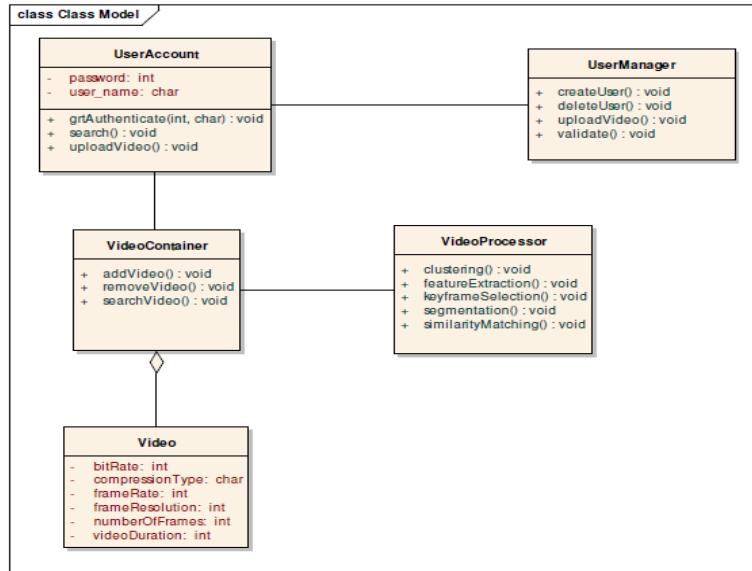 class Class Model
UserAccount
- password: int
- user_name: char
+ grtAuthenticate(int, char) : void
+ search() : void
+ uploadVideo() : void
UserManager
+ createUser() : void
+ deleteUser() : void
+ uploadVideo() : void
+ validate() : void
VideoContainer
+ addVideo() : void
+ removeVideo() : void
+ searchVideo() : void
VideoProcessor
+ clustering() : void
+ featureExtraction() : void
+ keyframeSelection() : void
+ segmentation() : void
+ similarityMatching() : void
Video
- bitRate: int
- compressionType: char
- frameRate: int
- frameResolution: int
- numberOfFrames: int
- videoDuration: int